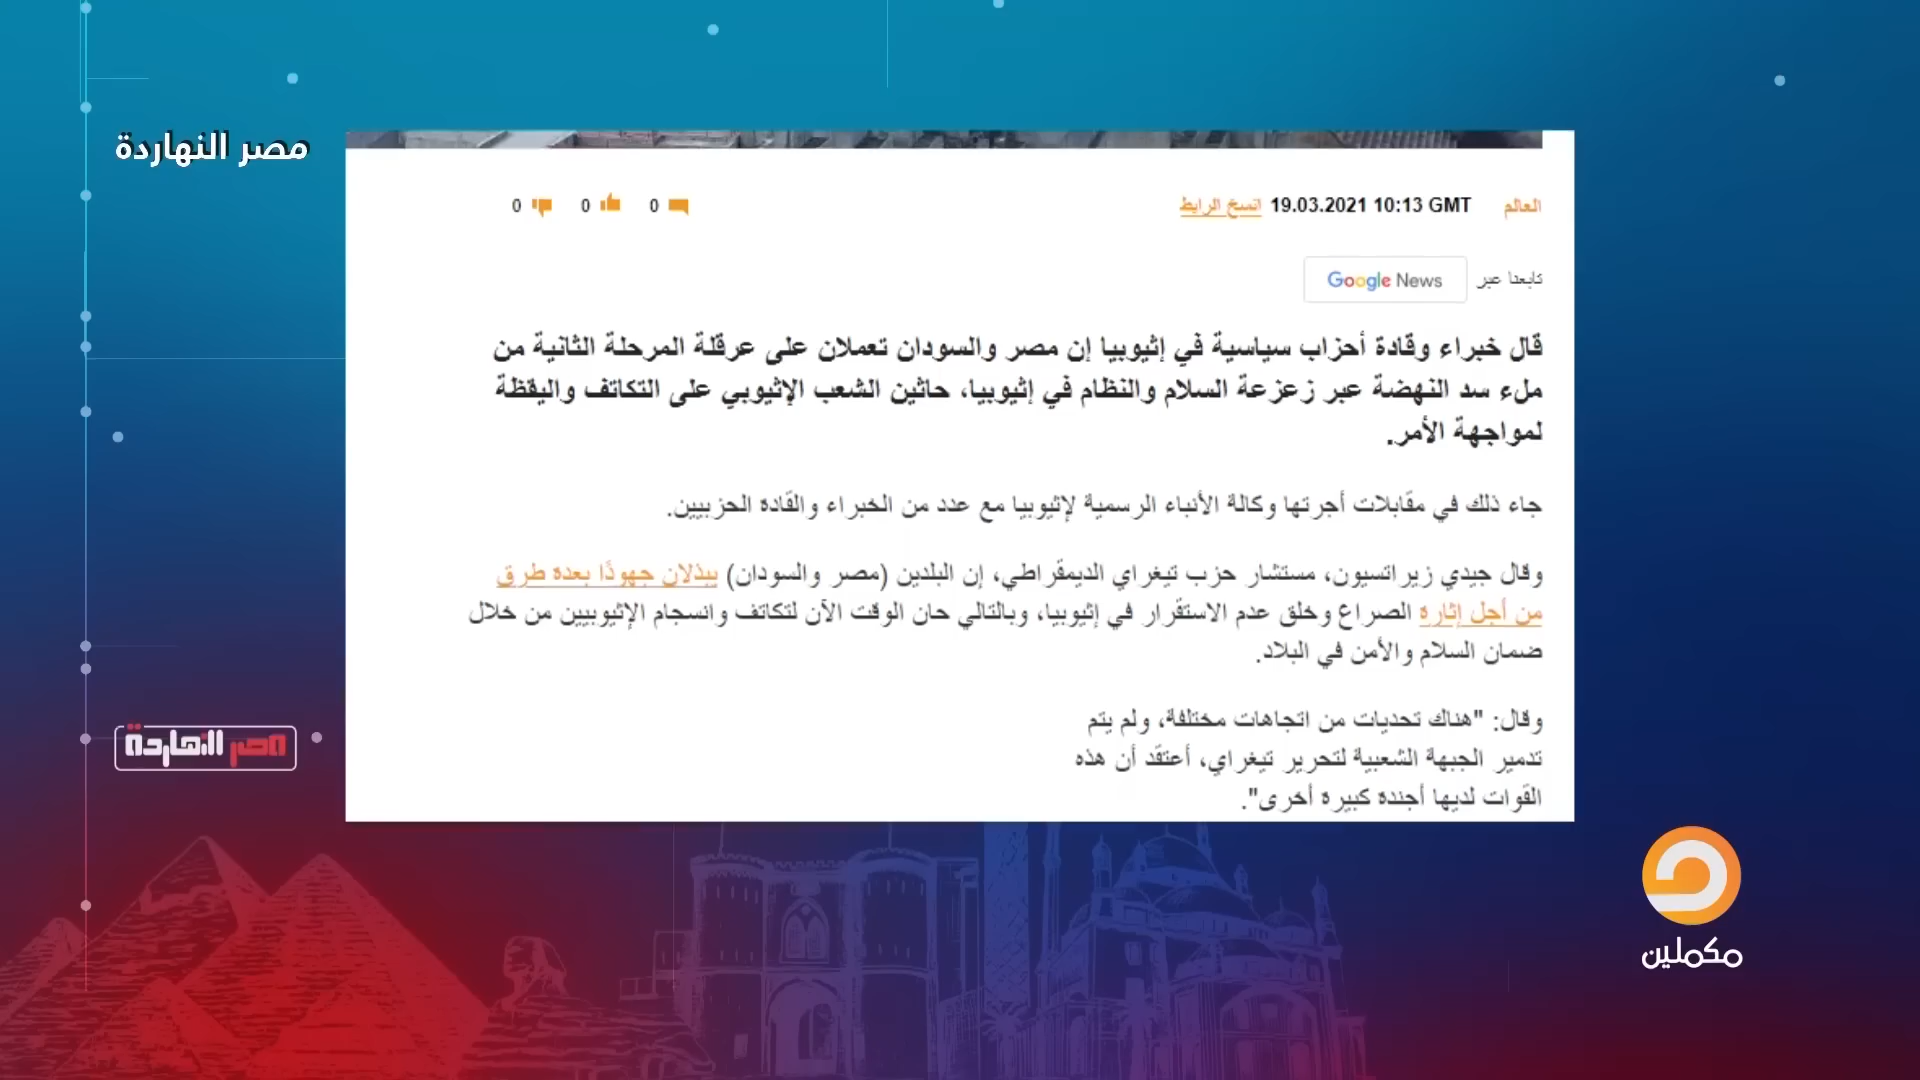 مصر النهاردة
العالم 19.03.2021 10:13 GMT انسخ الرابط
0 0 0
تابعنا عبر Google News
قال خبراء وقادة أحزاب سياسية في إثيوبيا إن مصر والسودان تعملان على عرقلة المرحلة الثانية من
ملء سد النهضة عبر زعزعة السلام والنظام في إثيوبيا، حاثين الشعب الإثيوبي على التكاتف واليقظة
لمواجهة الأمر.
جاء ذلك في مقابلات أجرتها وكالة الأنباء الرسمية لإثيوبيا مع عدد من الخبراء والقادة الحزبيين.
وقال جيدي زيراتسيون، مستشار حزب تيغراي الديمقراطي، إن البلدين (مصر والسودان) يبذلان جهودًا بعدة طرق
من أجل إثارة الصراع وخلق عدم الاستقرار في إثيوبيا، وبالتالي حان الوقت الآن لتكاتف وانسجام الإثيوبيين من خلال
ضمان السلام والأمن في البلاد.
وقال: "هناك تحديات من اتجاهات مختلفة، ولم يتم
تدمير الجبهة الشعبية لتحرير تيغراي، أعتقد أن هذه
القوات لديها أجندة كبيرة أخرى".
مصر النهاردة
مكملين